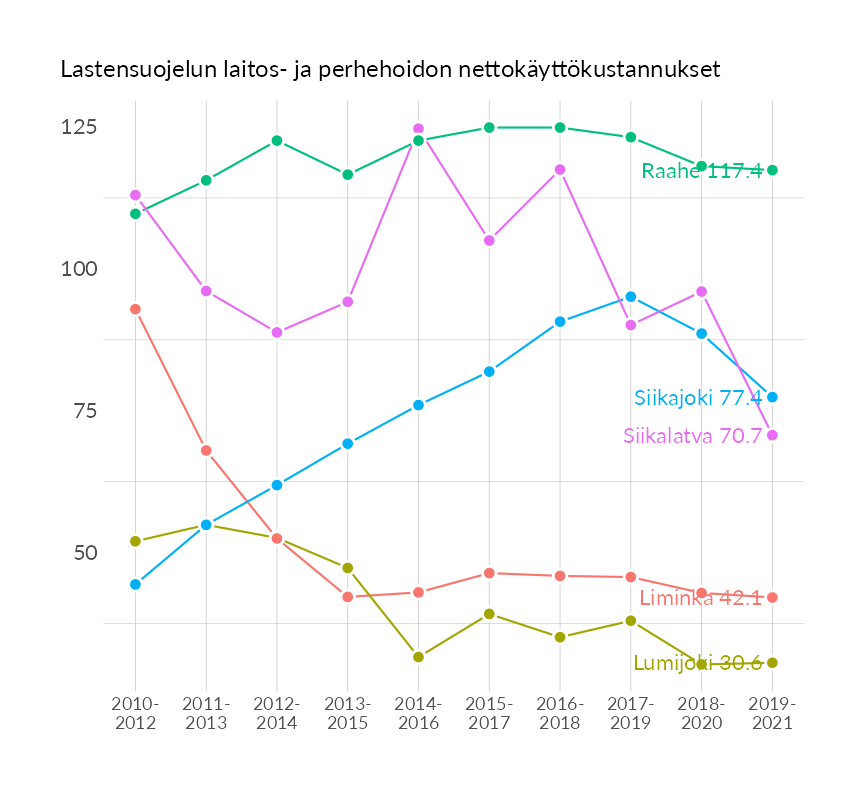 Lastensuojelun laitos- ja perhehoidon nettokäyttökustannukset
125
Raahe 117.4
100
Siikajoki 77.4
75
Siikalatva 70.7
50
Liminka 42.1
Lumijoki 30.6
2010- 2011- 2012- 2013- 2014- 2015- 2016- 2017- 2018- 2019-
2012 2013 2014 2015 2016 2017 2018 2019 2020 2021